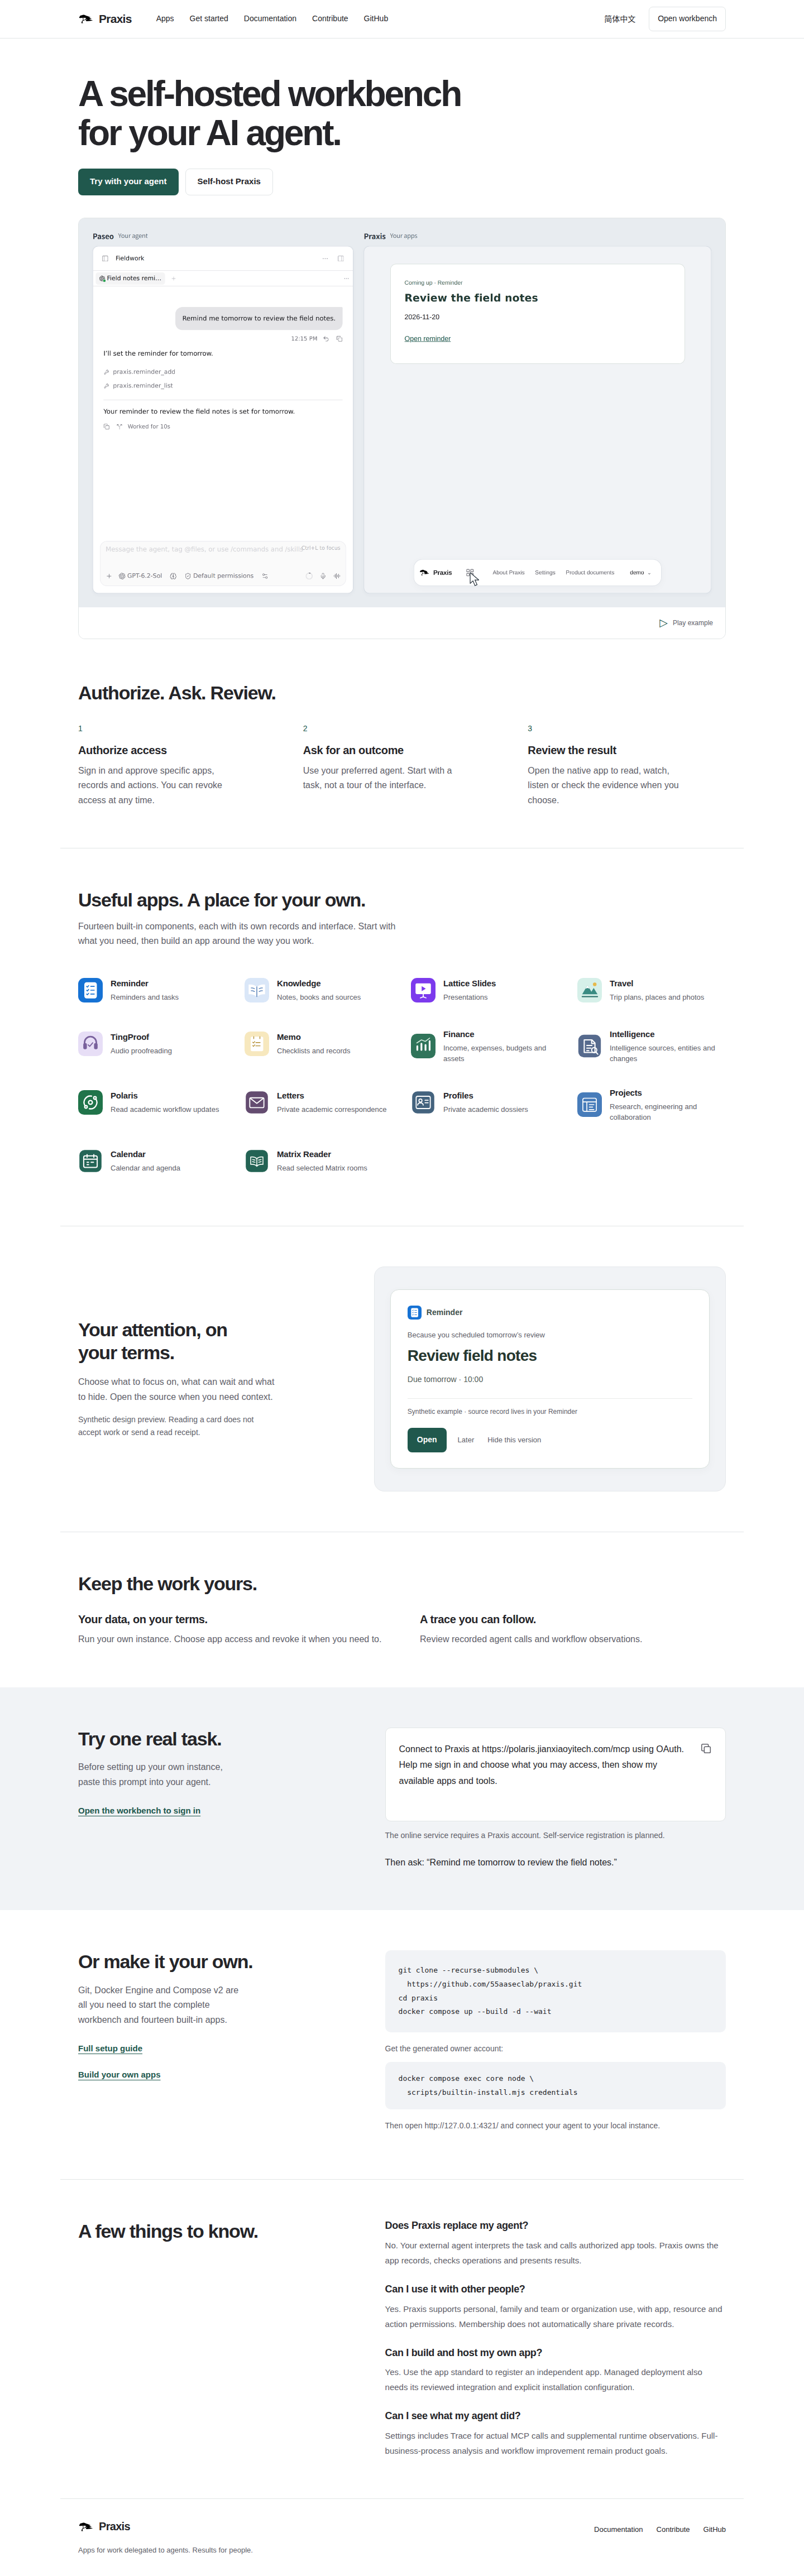 Praxis
Apps
Get started
Documentation
Contribute
GitHub
简体中文
Open workbench
A self-hosted workbench
for your AI agent.
Try with your agent
Self-host Praxis
Paseo Your agent
Praxis Your apps
Fieldwork
Field notes remi...
Remind me tomorrow to review the field notes.
12:15 PM
I'll set the reminder for tomorrow.
praxis.reminder_add
praxis.reminder_list
Your reminder to review the field notes is set for tomorrow.
Worked for 10s
Message the agent, tag @files, or use /commands and /skills
Ctrl+L to focus
GPT-6.2-Sol
Default permissions
Coming up · Reminder
Review the field notes
2026-11-20
Open reminder
Praxis
About Praxis
Settings
Product documents
demo
Play example
Authorize. Ask. Review.
1
Authorize access
Sign in and approve specific apps,
records and actions. You can revoke
access at any time.
2
Ask for an outcome
Use your preferred agent. Start with a
task, not a tour of the interface.
3
Review the result
Open the native app to read, watch,
listen or check the evidence when you
choose.
Useful apps. A place for your own.
Fourteen built-in components, each with its own records and interface. Start with
what you need, then build an app around the way you work.
Reminder
Reminders and tasks
Knowledge
Notes, books and sources
Lattice Slides
Presentations
Travel
Trip plans, places and photos
TingProof
Audio proofreading
Memo
Checklists and records
Finance
Income, expenses, budgets and
assets
Intelligence
Intelligence sources, entities and
changes
Polaris
Read academic workflow updates
Letters
Private academic correspondence
Profiles
Private academic dossiers
Projects
Research, engineering and
collaboration
Calendar
Calendar and agenda
Matrix Reader
Read selected Matrix rooms
Your attention, on
your terms.
Choose what to focus on, what can wait and what
to hide. Open the source when you need context.
Synthetic design preview. Reading a card does not
accept work or send a read receipt.
Reminder
Because you scheduled tomorrow's review
Review field notes
Due tomorrow · 10:00
Synthetic example · source record lives in your Reminder
Open
Later
Hide this version
Keep the work yours.
Your data, on your terms.
Run your own instance. Choose app access and revoke it when you need to.
A trace you can follow.
Review recorded agent calls and workflow observations.
Try one real task.
Before setting up your own instance,
paste this prompt into your agent.
Open the workbench to sign in
Connect to Praxis at https://polaris.jianxiaoyitech.com/mcp using OAuth.
Help me sign in and choose what you may access, then show my
available apps and tools.
The online service requires a Praxis account. Self-service registration is planned.
Then ask: “Remind me tomorrow to review the field notes.”
Or make it your own.
Git, Docker Engine and Compose v2 are
all you need to start the complete
workbench and fourteen built-in apps.
Full setup guide
Build your own apps
git clone --recurse-submodules \
https://github.com/55aaseclab/praxis.git
cd praxis
docker compose up --build -d --wait
Get the generated owner account:
docker compose exec core node \
scripts/builtin-install.mjs credentials
Then open http://127.0.0.1:4321/ and connect your agent to your local instance.
A few things to know.
Does Praxis replace my agent?
No. Your external agent interprets the task and calls authorized app tools. Praxis owns the
app records, checks operations and presents results.
Can I use it with other people?
Yes. Praxis supports personal, family and team or organization use, with app, resource and
action permissions. Membership does not automatically share private records.
Can I build and host my own app?
Yes. Use the app standard to register an independent app. Managed deployment also
needs its reviewed integration and explicit installation configuration.
Can I see what my agent did?
Settings includes Trace for actual MCP calls and supplemental runtime observations. Full-
business-process analysis and workflow improvement remain product goals.
Praxis
Apps for work delegated to agents. Results for people.
Documentation
Contribute
GitHub